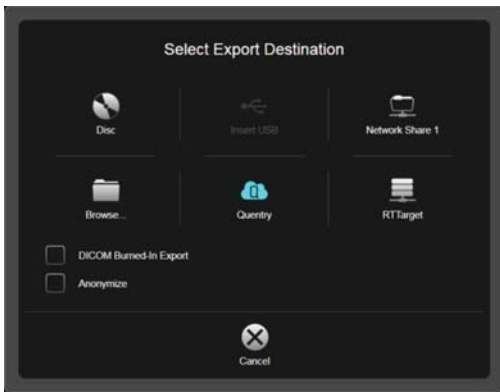 Select Export Destination
Disc
Insert USB
Network Share 1
Browse...
Quentry
RTTarget
DICOM Burned-In Export
Anonymize
Cancel